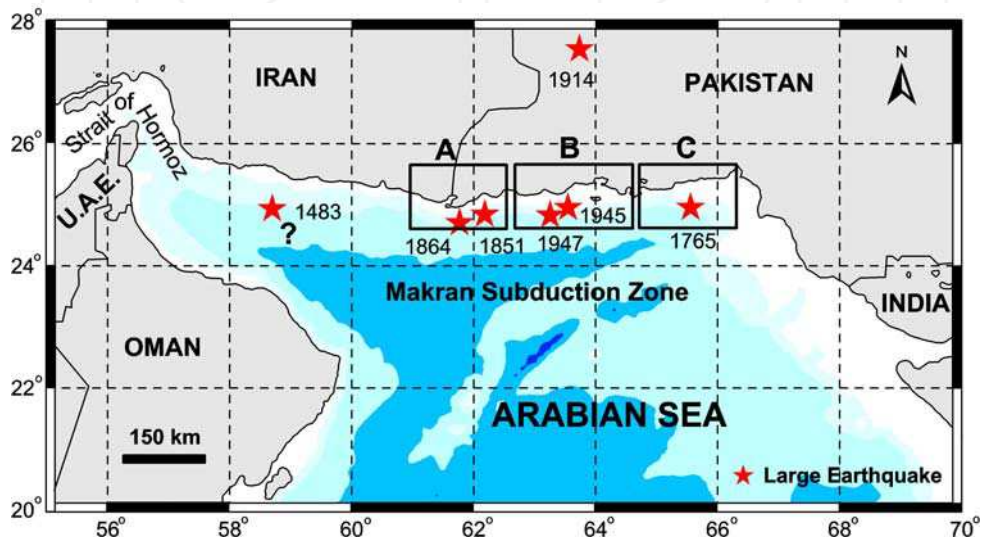 28°
26°
24°
22°
20°
56°
58°
60°
62°
64°
66°
68°
70°
IRAN
PAKISTAN
N
1914
Strait of
Hormoz
U.A.E.
A
B
C
1483
?
1864
1851
1947
1945
1765
Makran Subduction Zone
INDIA
OMAN
ARABIAN SEA
150 km
Large Earthquake